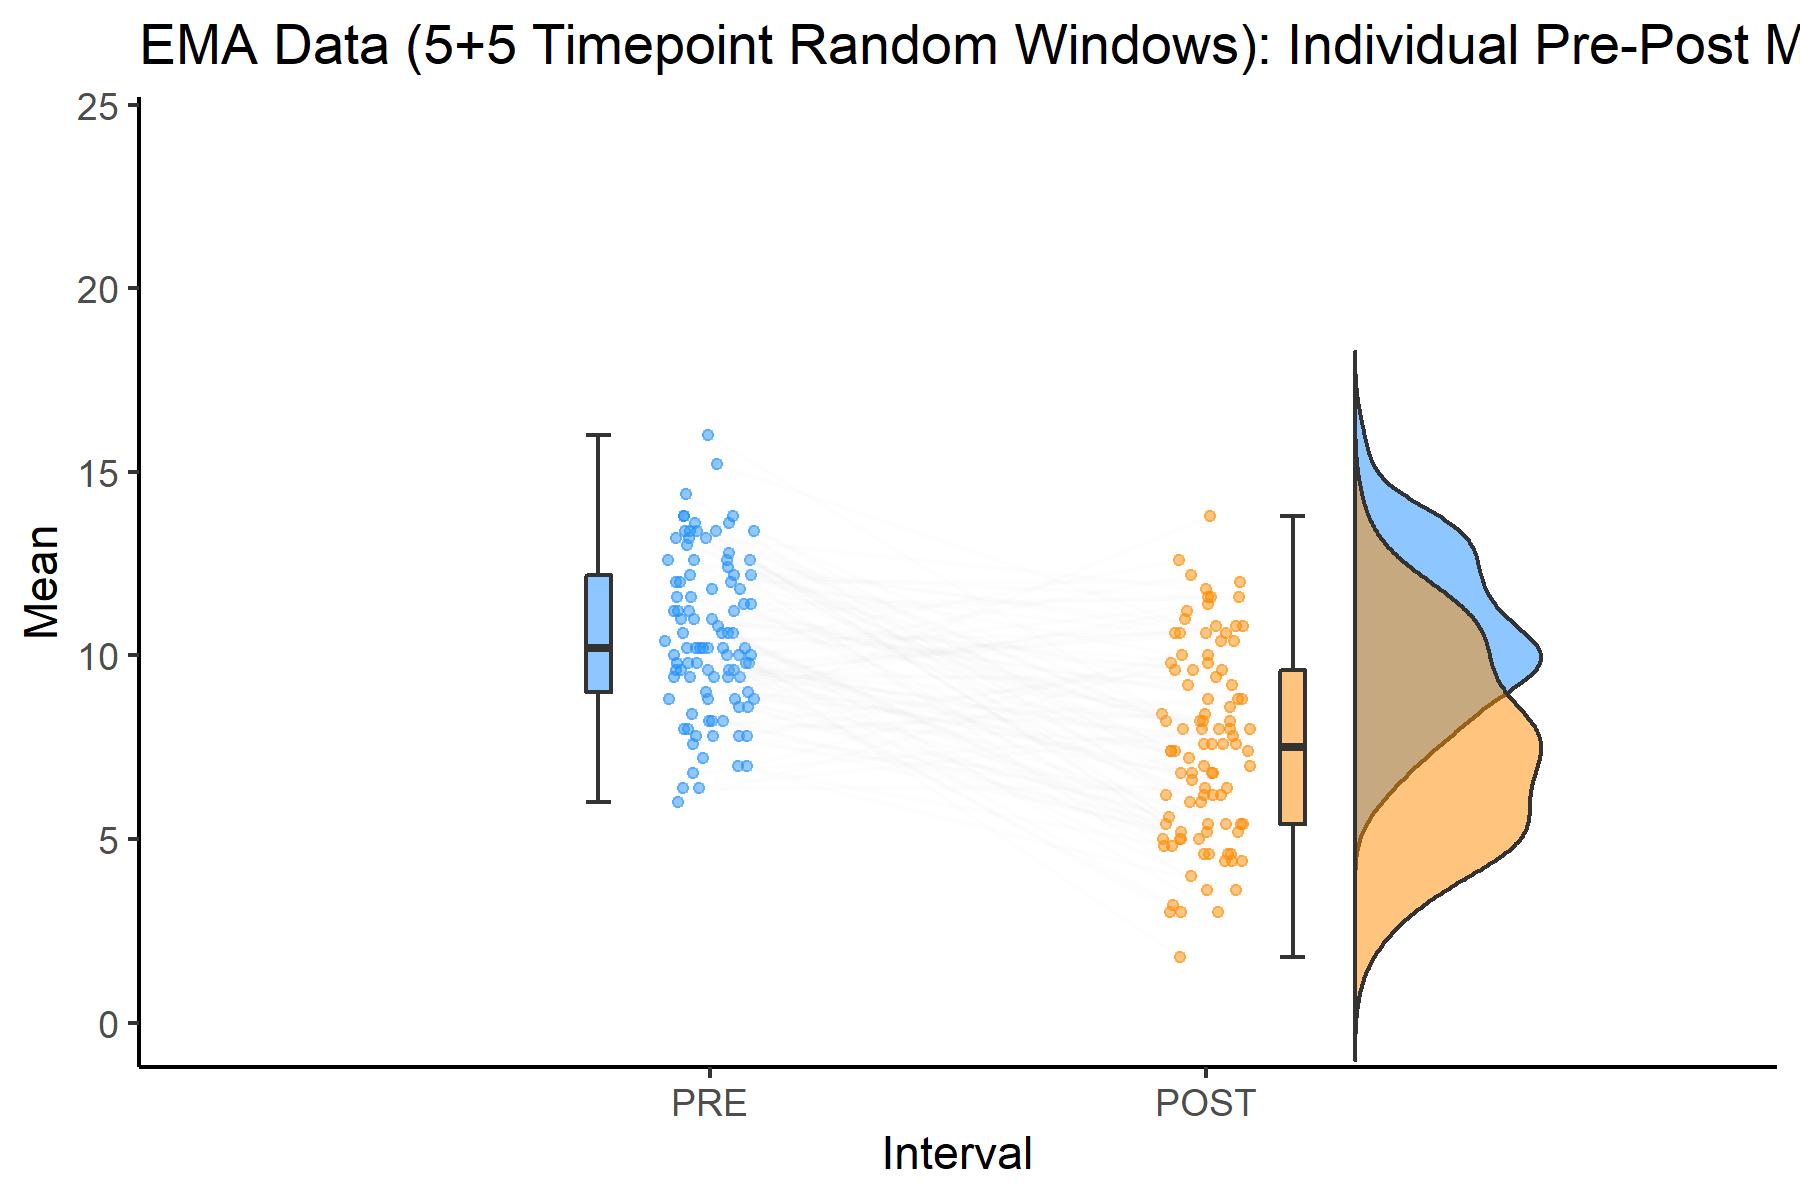 EMA Data (5+5 Timepoint Random Windows): Individual Pre-Post M
25
20
15
10
5
0
Mean
PRE
POST
Interval